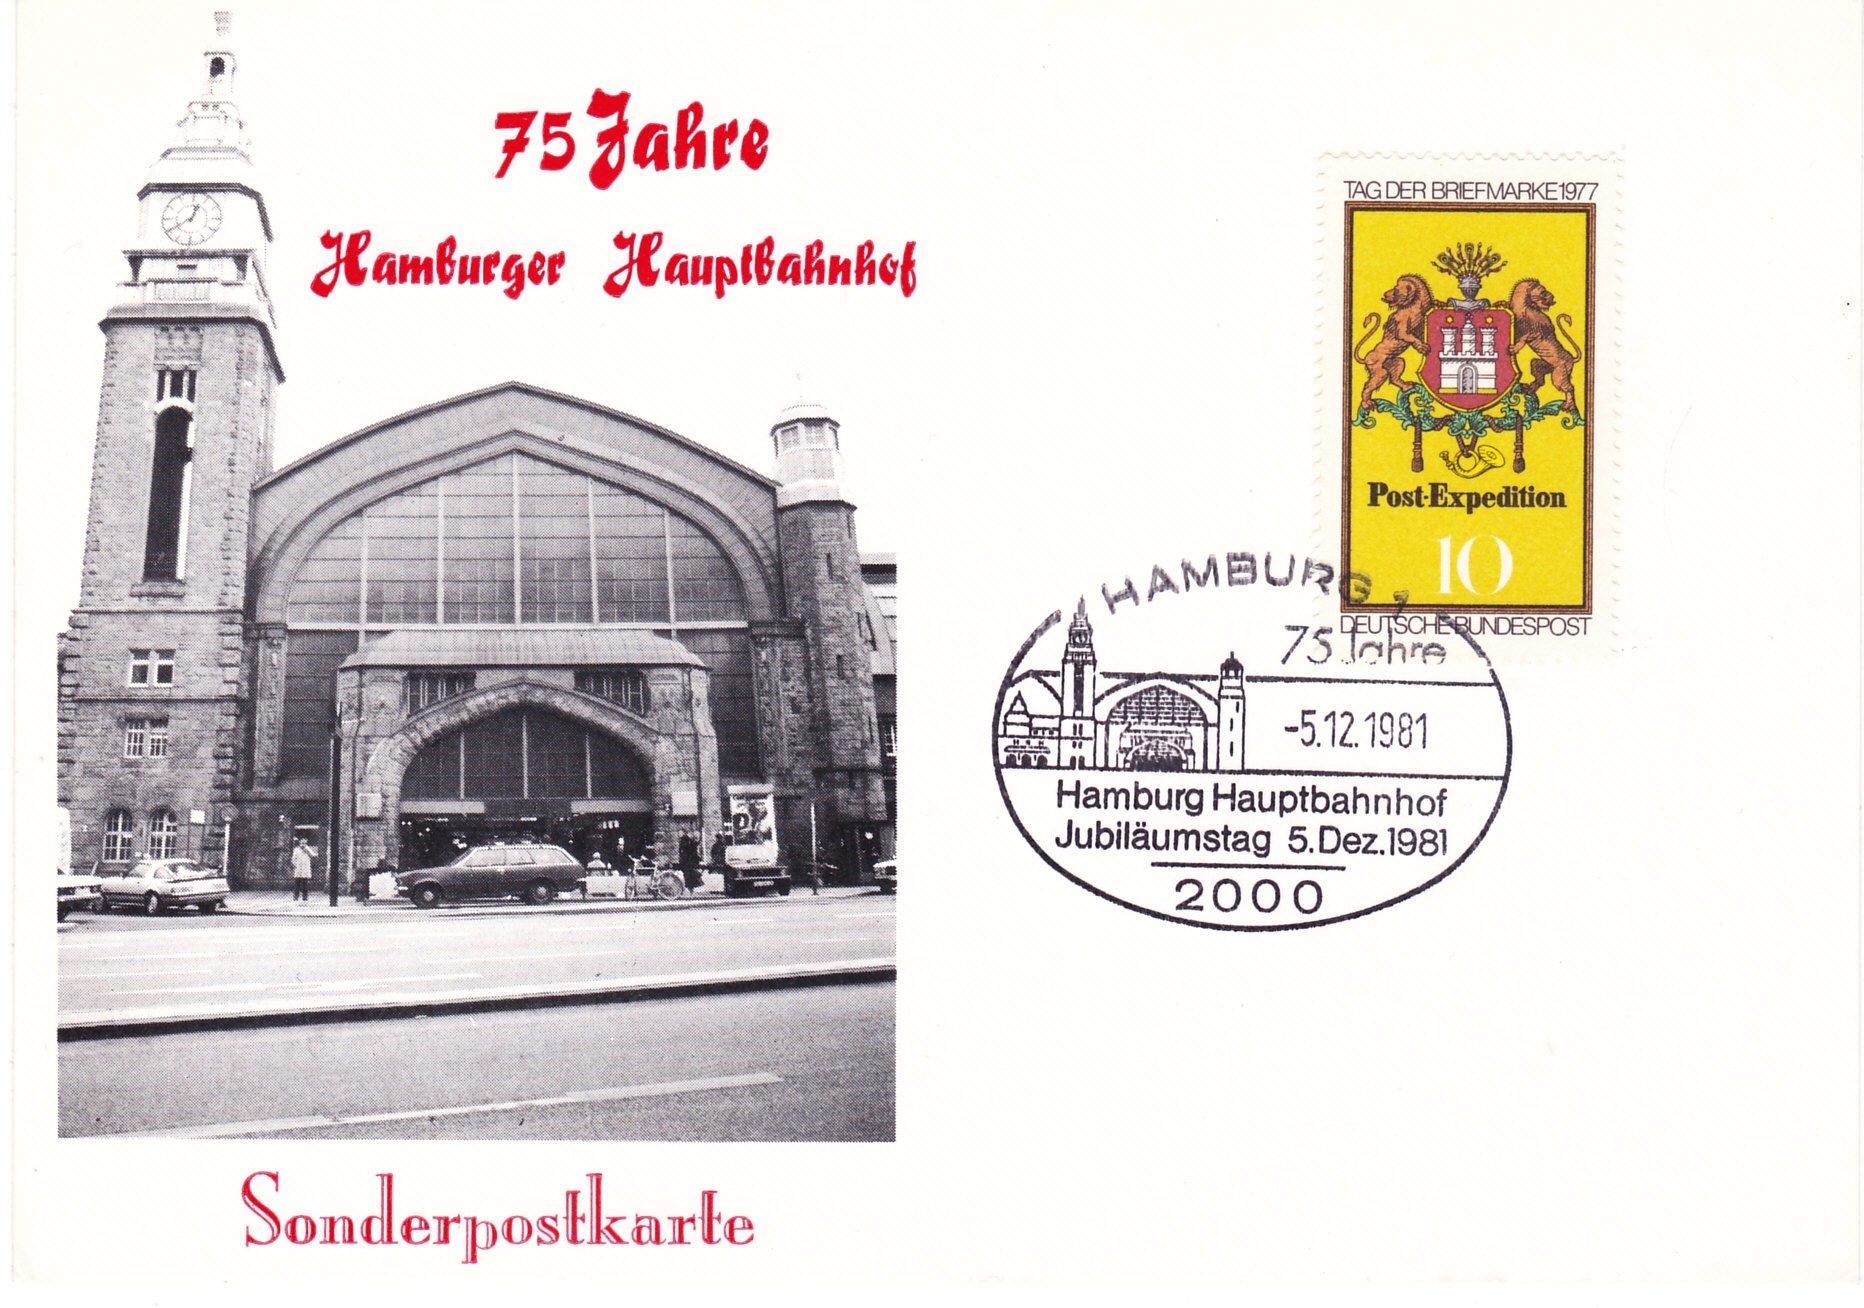 75 Jahre
Hamburger Hauptbahnhof
Sonderpostkarte
TAG DER BRIEFMARKE 1977
Post-Expedition
10
DEUTSCHE BUNDESPOST
HAMBURG 1
75 Jahre
-5.12.1981
Hamburg Hauptbahnhof
Jubiläumstag 5.Dez.1981
2000